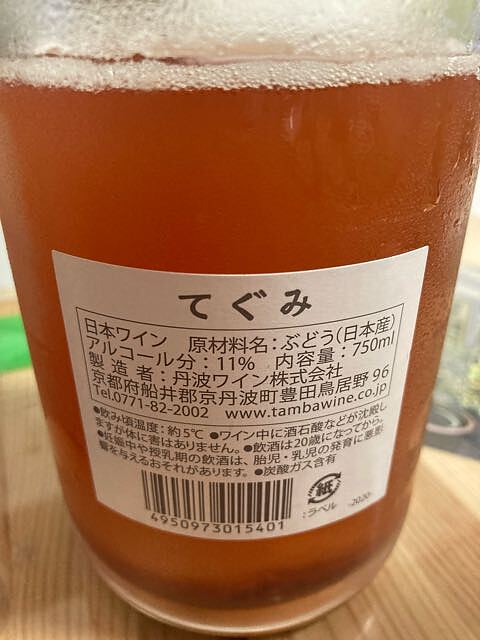 てぐみ
日本ワイン　原材料名：ぶどう（日本産）
アルコール分：11%　内容量：750ml
製造者：丹波ワイン株式会社
京都府船井郡京丹波町豊田鳥居野 96
Tel.0771-82-2002　www.tambawine.co.jp
●飲み頃温度：約5℃ ●ワイン中に酒石酸などが沈殿し
ますが体に害はありません。●飲酒は20歳になってから。
●妊娠中や授乳期の飲酒は、胎児・乳児の発育に悪影
響を与えるおそれがあります。●炭酸ガス含有
4950973015401
紙
：ラベル
-2020-